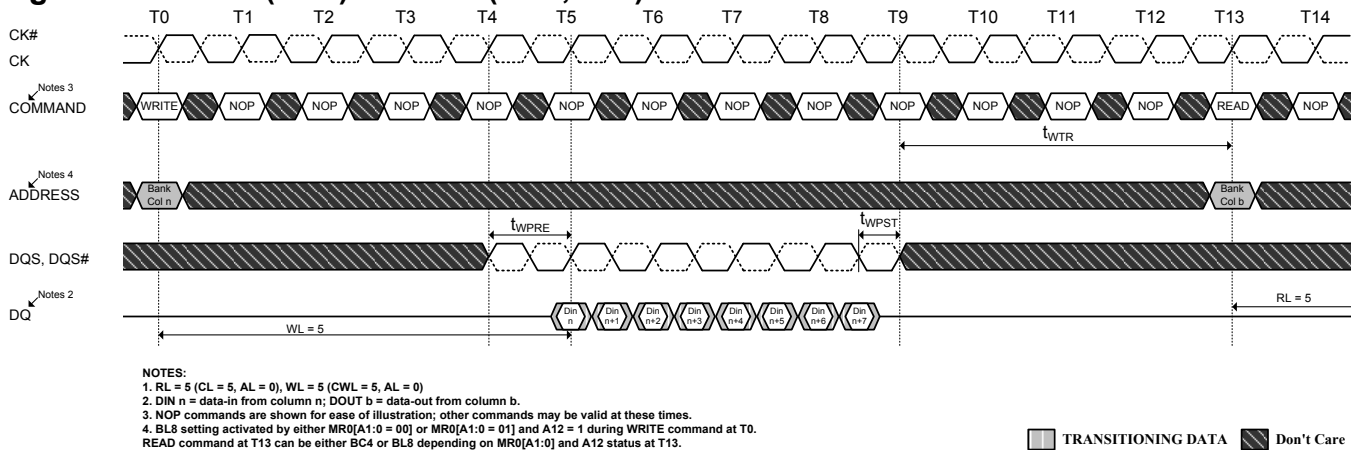 T0 T1 T2 T3 T4 T5 T6 T7 T8 T9 T10 T11 T12 T13 T14
CK#
CK
Notes 3
COMMAND
WRITE NOP NOP NOP NOP NOP NOP NOP NOP NOP NOP NOP NOP READ NOP
tWTR
Notes 4
ADDRESS
Bank Bank
Col n Col b
tWPRE tWPST
DQS, DQS#
Notes 2
DQ
Din Din Din Din Din Din Din Din
n n+1 n+2 n+3 n+4 n+5 n+6 n+7
RL = 5
WL = 5
NOTES:
1. RL = 5 (CL = 5, AL = 0), WL = 5 (CWL = 5, AL = 0)
2. DIN n = data-in from column n; DOUT b = data-out from column b.
3. NOP commands are shown for ease of illustration; other commands may be valid at these times.
4. BL8 setting activated by either MR0[A1:0 = 00] or MR0[A1:0 = 01] and A12 = 1 during WRITE command at T0.
READ command at T13 can be either BC4 or BL8 depending on MR0[A1:0] and A12 status at T13.
TRANSITIONING DATA Don't Care